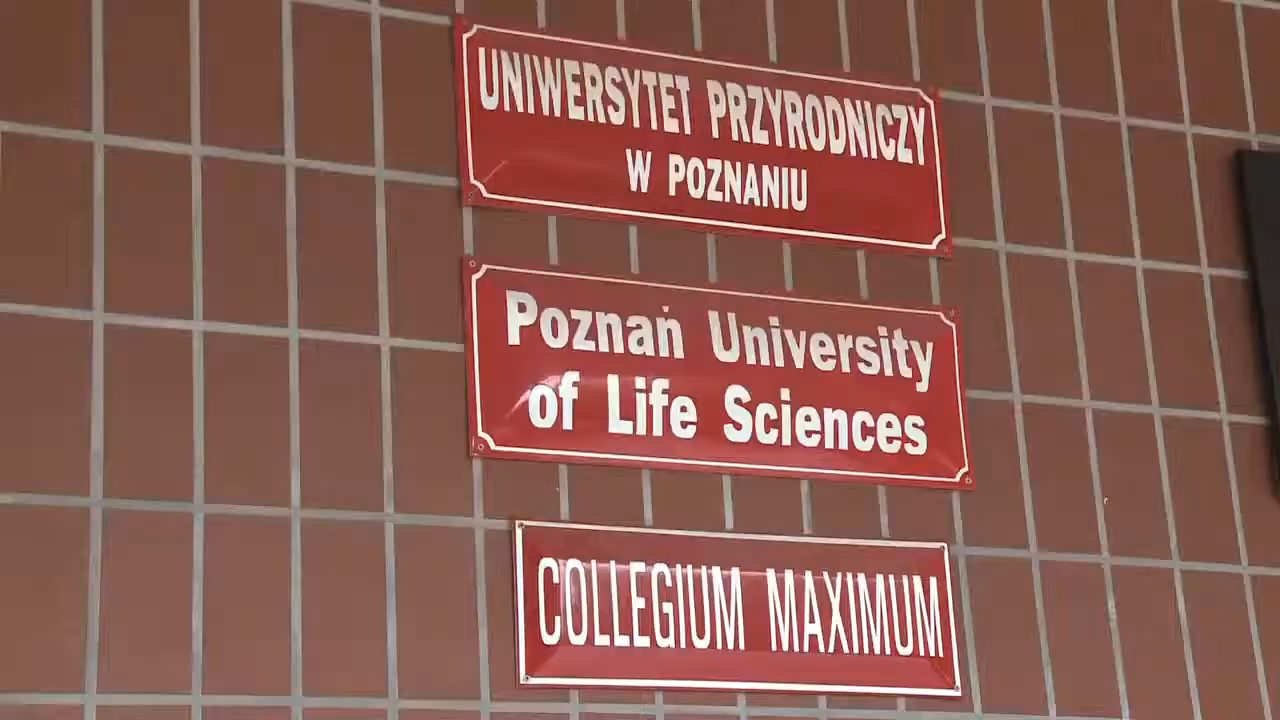 UNIWERSYTET PRZYRODNICZY
W POZNANIU
Poznań University
of Life Sciences
COLLEGIUM MAXIMUM